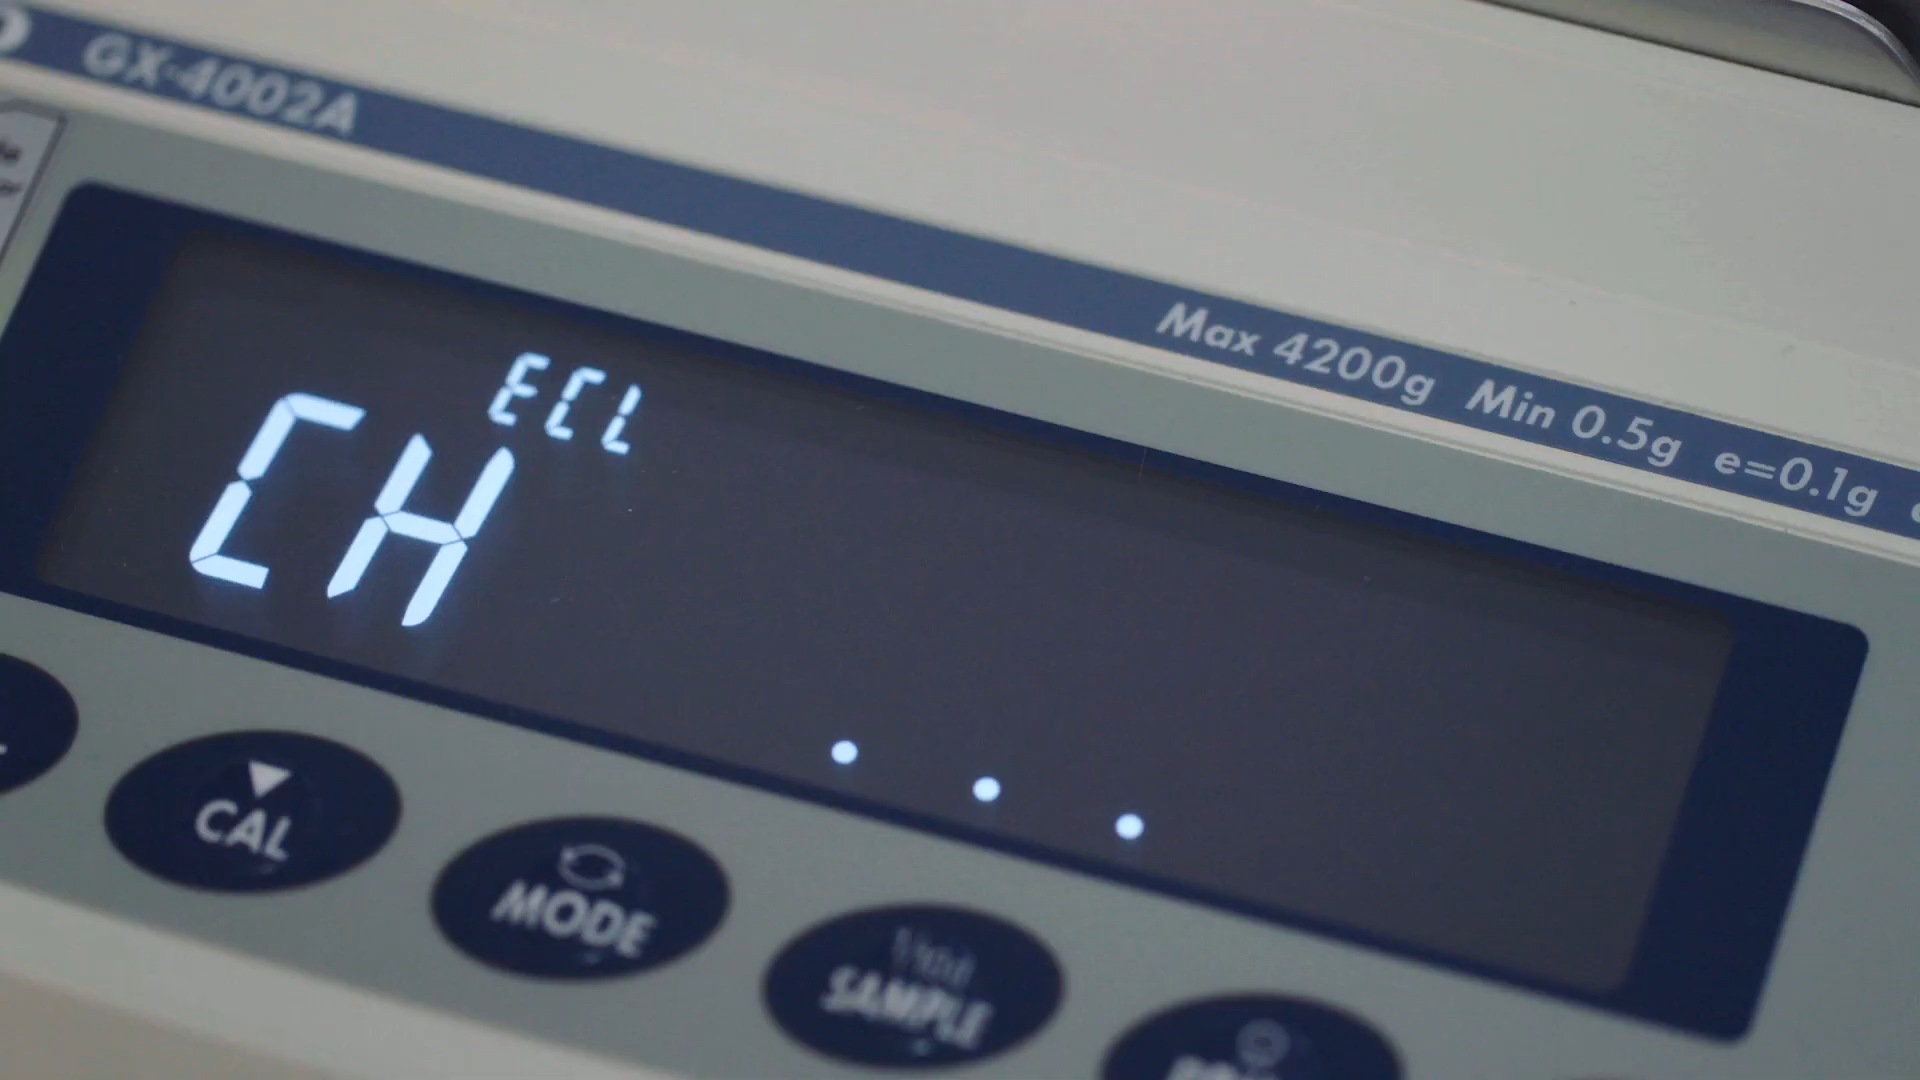 GX-4002A
Max 4200g Min 0.5g e=0.1g
ECL
CH
...
CAL
MODE
SAMPLE